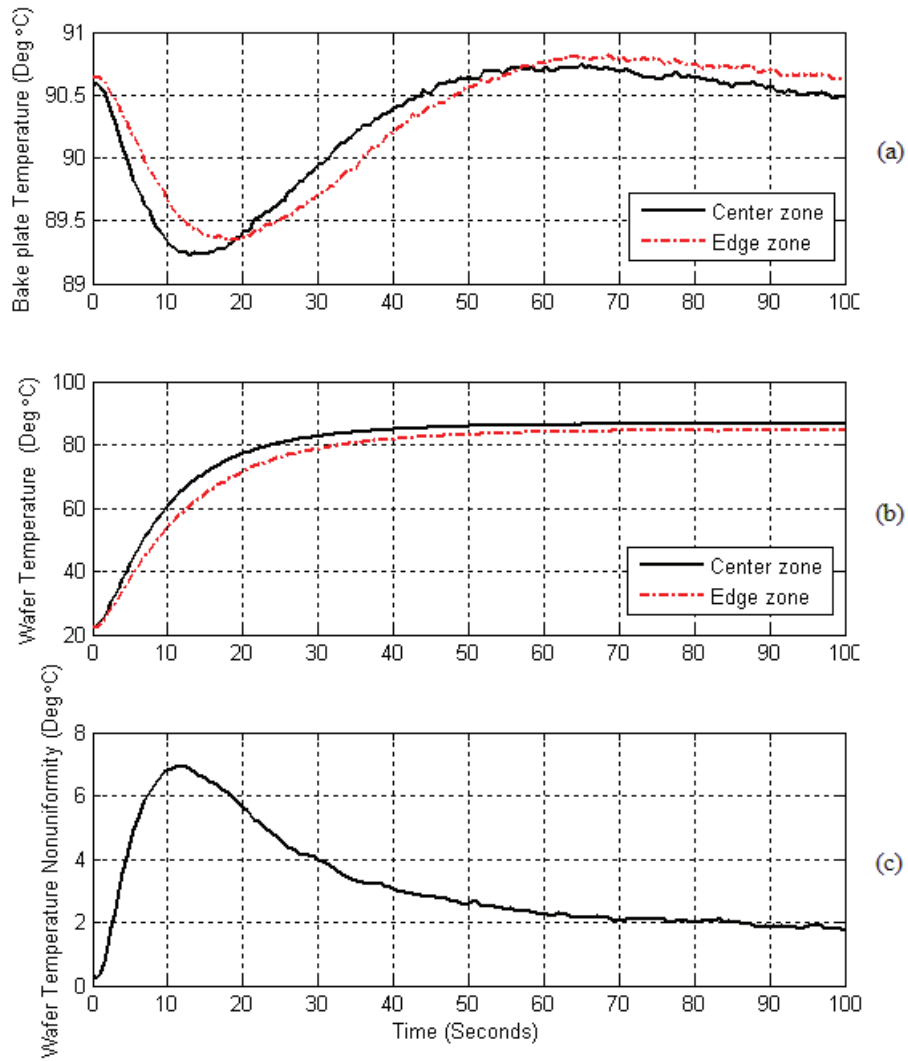 Bake plate Temperature (Deg°C)
91
90.5
90
89.5
89
0 10 20 30 40 50 60 70 80 90 100
Center zone
Edge zone
(a)
Wafer Temperature (Deg°C)
100
80
60
40
20
0 10 20 30 40 50 60 70 80 90 100
Center zone
Edge zone
(b)
Wafer Temperature Nonuniformity (Deg°C)
8
6
4
2
0
0 10 20 30 40 50 60 70 80 90 100
Time (Seconds)
(c)